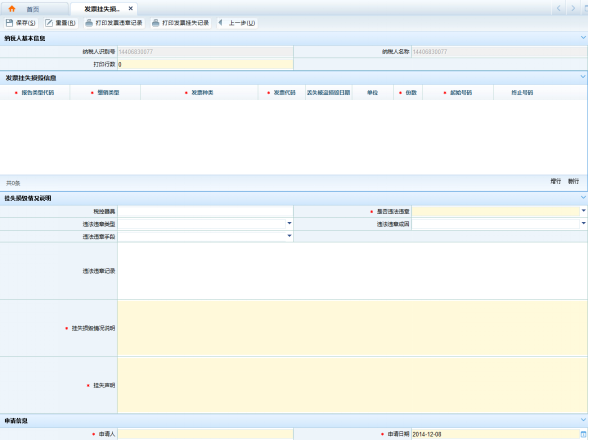 首页 发票挂失损.. ×
保存(S) 重置(R) 打印发票违章记录 打印发票挂失记录 上一步(U)
纳税人基本信息
纳税人识别号 14406830077 纳税人名称 14406830077
打印行数 0
发票挂失损毁信息
* 报告类型代码 * 缴销类型 * 发票种类 * 发票代码 丢失被盗损毁日期 单位 * 份数 * 起始号码 终止号码
共0条 增行 删行
挂失损毁情况说明
税控器具 * 是否违法违章
违法违章类型 违法违章成因
违法违章手段
违法违章记录
* 挂失损毁情况说明
* 挂失声明
申请信息
* 申请人 * 申请日期 2014-12-08